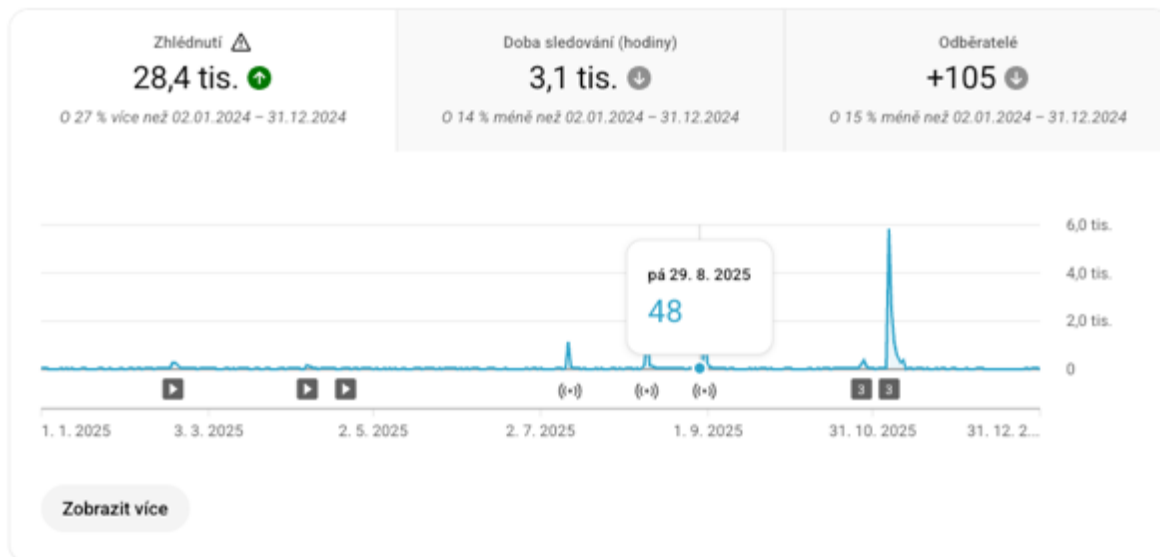 Zhlédnutí
28,4 tis.
O 27 % více než 02.01.2024 – 31.12.2024
Doba sledování (hodiny)
3,1 tis.
O 14 % méně než 02.01.2024 – 31.12.2024
Odběratelé
+105
O 15 % méně než 02.01.2024 – 31.12.2024
6,0 tis.
4,0 tis.
2,0 tis.
0
pá 29. 8. 2025
48
3 3
1. 1. 2025 3. 3. 2025 2. 5. 2025 2. 7. 2025 1. 9. 2025 31. 10. 2025 31. 12. 2...
Zobrazit více